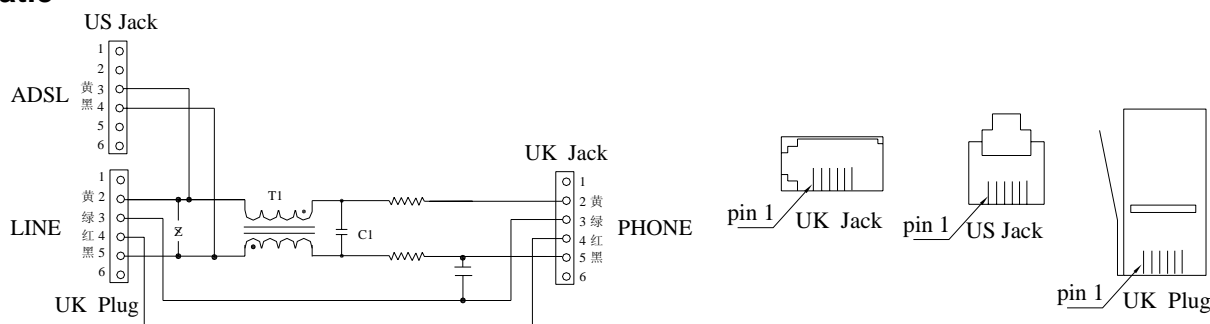 US Jack
1
2
黄 3
ADSL
黑 4
5
6
UK Jack
1
黄 2
T1
1
2 黄
绿 3
3 绿
LINE
红 4
Z
C1
4 红
PHONE
黑 5
5 黑
6
6
UK Plug
pin 1
UK Jack
pin 1
US Jack
pin 1
UK Plug